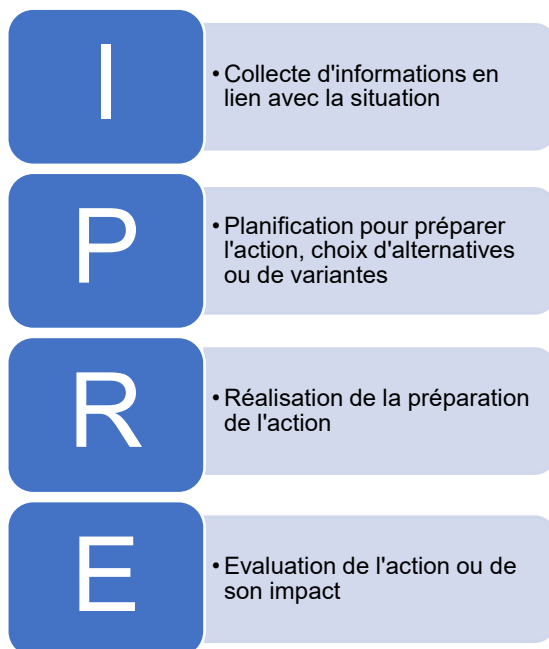 I
• Collecte d'informations en
lien avec la situation
P
• Planification pour préparer
l'action, choix d'alternatives
ou de variantes
R
• Réalisation de la préparation
de l'action
E
• Evaluation de l'action ou de
son impact